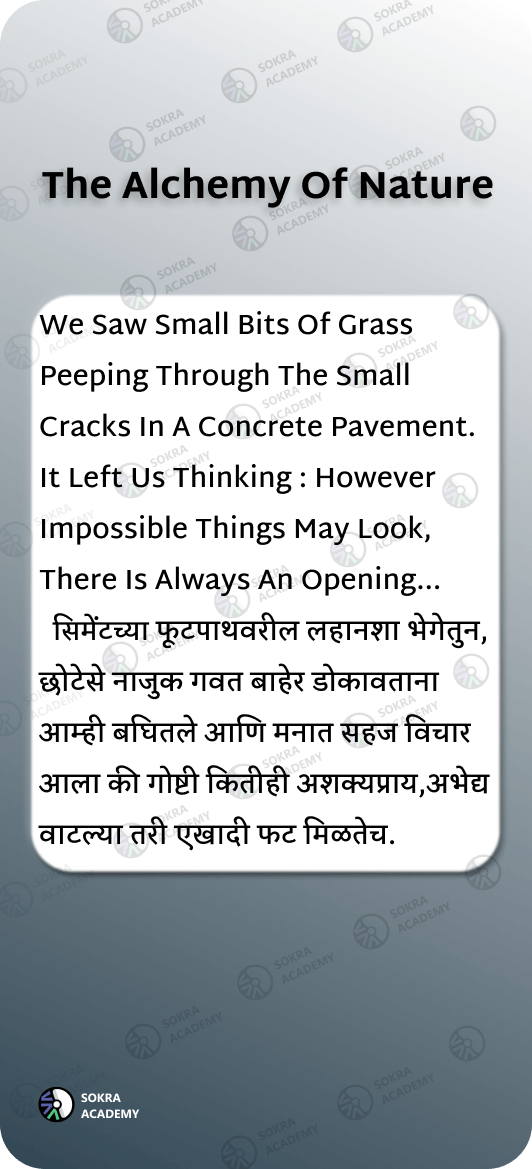 The Alchemy Of Nature
We Saw Small Bits Of Grass
Peeping Through The Small
Cracks In A Concrete Pavement.
It Left Us Thinking : However
Impossible Things May Look,
There Is Always An Opening...
सिमेंटच्या फूटपाथवरील लहानशा भेगेतुन,
छोटेसे नाजुक गवत बाहेर डोकावताना
आम्ही बघितले आणि मनात सहज विचार
आला की गोष्टी कितीही अशक्यप्राय,अभेद्य
वाटल्या तरी एखादी फट मिळतेच.
SOKRA
ACADEMY